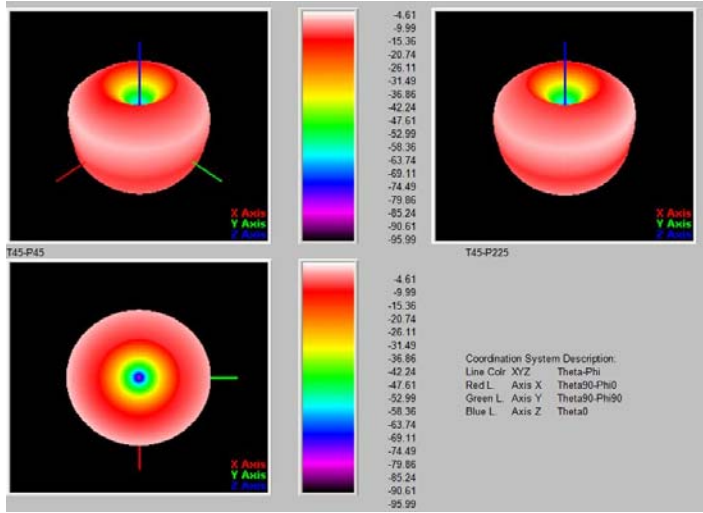 -4.61
-9.99
-15.36
-20.74
-26.11
-31.49
-36.86
-42.24
-47.61
-52.99
-58.36
-63.74
-69.11
-74.49
-79.86
-85.24
-90.61
-95.99
X Axis
Y Axis
Z Axis
X Axis
Y Axis
Z Axis
T45-P45
T45-P225
-4.61
-9.99
-15.36
-20.74
-26.11
-31.49
-36.86
-42.24
-47.61
-52.99
-58.36
-63.74
-69.11
-74.49
-79.86
-85.24
-90.61
-95.99
Coordination System Description:
Line Colr XYZ Theta-Phi
Red L. Axis X Theta90-Phi0
Green L. Axis Y Theta90-Phi90
Blue L. Axis Z Theta0
X Axis
Y Axis
Z Axis